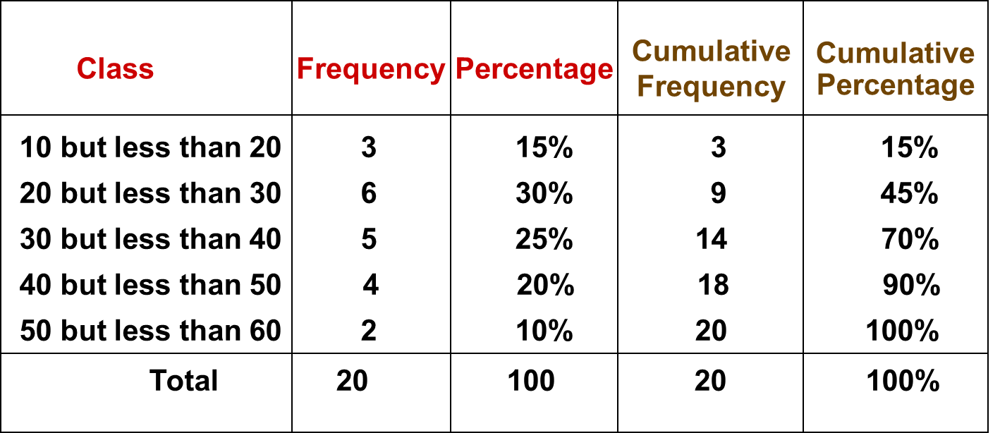 Class Frequency Percentage Cumulative Frequency Cumulative Percentage
10 but less than 20 3 15% 3 15%
20 but less than 30 6 30% 9 45%
30 but less than 40 5 25% 14 70%
40 but less than 50 4 20% 18 90%
50 but less than 60 2 10% 20 100%
Total 20 100 20 100%